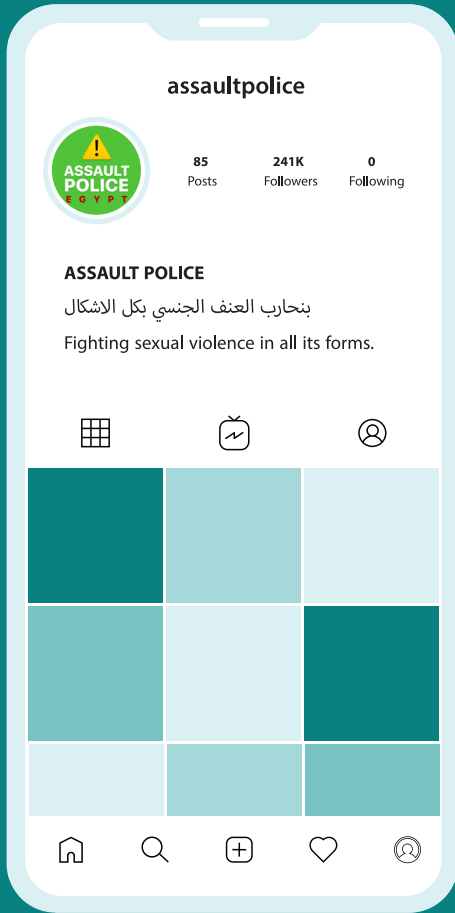 assaultpolice
ASSAULT
POLICE
EGYPT
85
Posts
241K
Followers
0
Following
ASSAULT POLICE
بنحارب العنف الجنسي بكل الاشكال
Fighting sexual violence in all its forms.